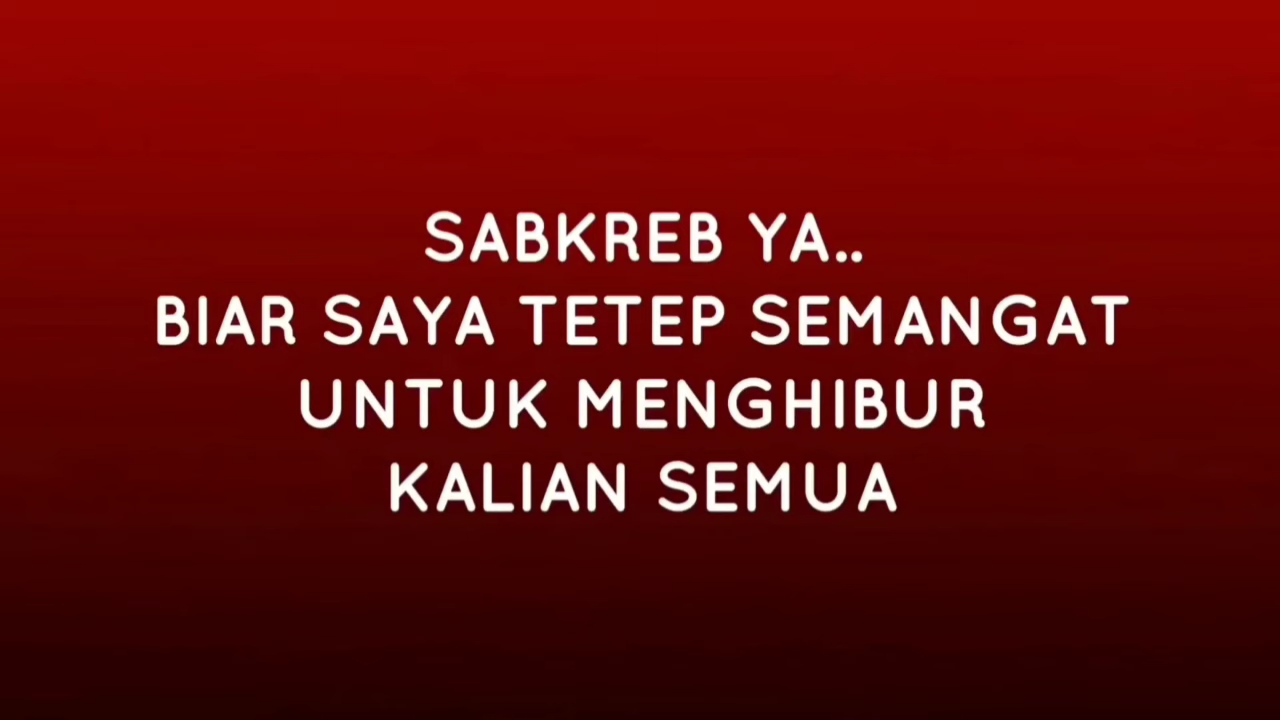 SABKREB YA..
BIAR SAYA TETEP SEMANGAT
UNTUK MENGHIBUR
KALIAN SEMUA